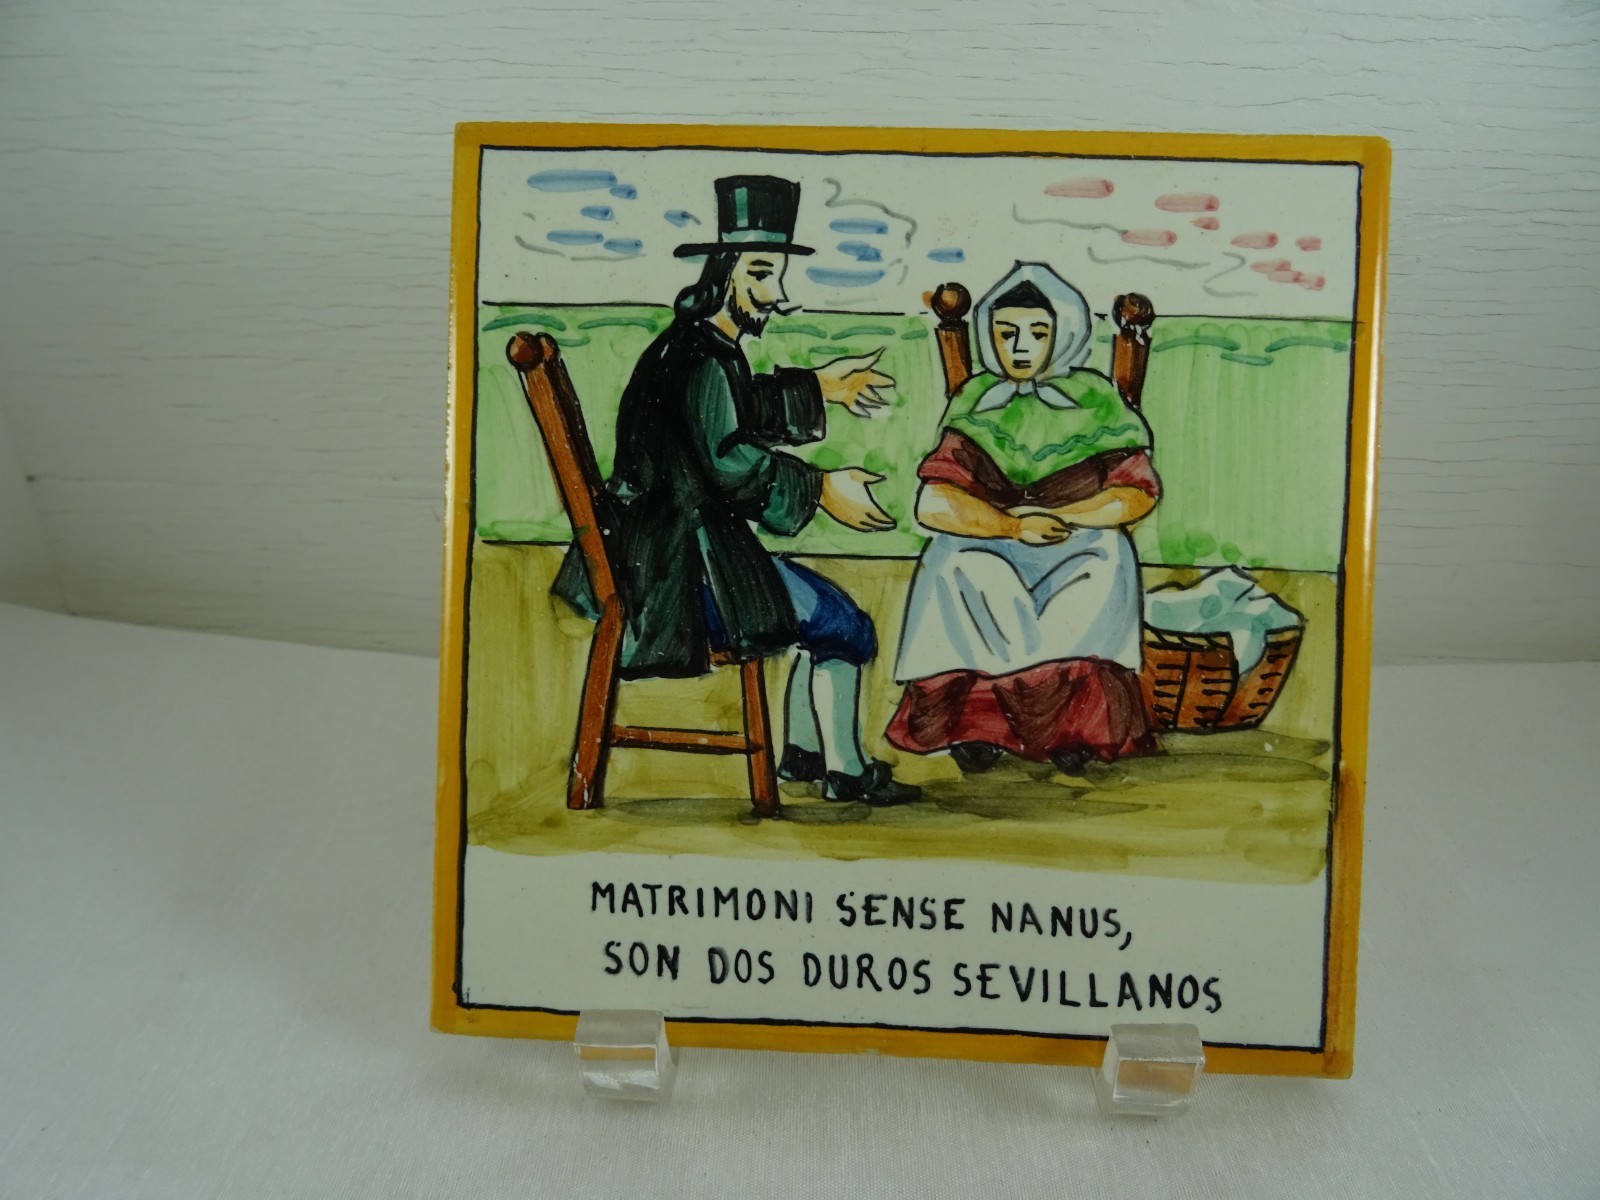 MATRIMONI SENSE NANUS,
SON DOS DUROS SEVILLANOS